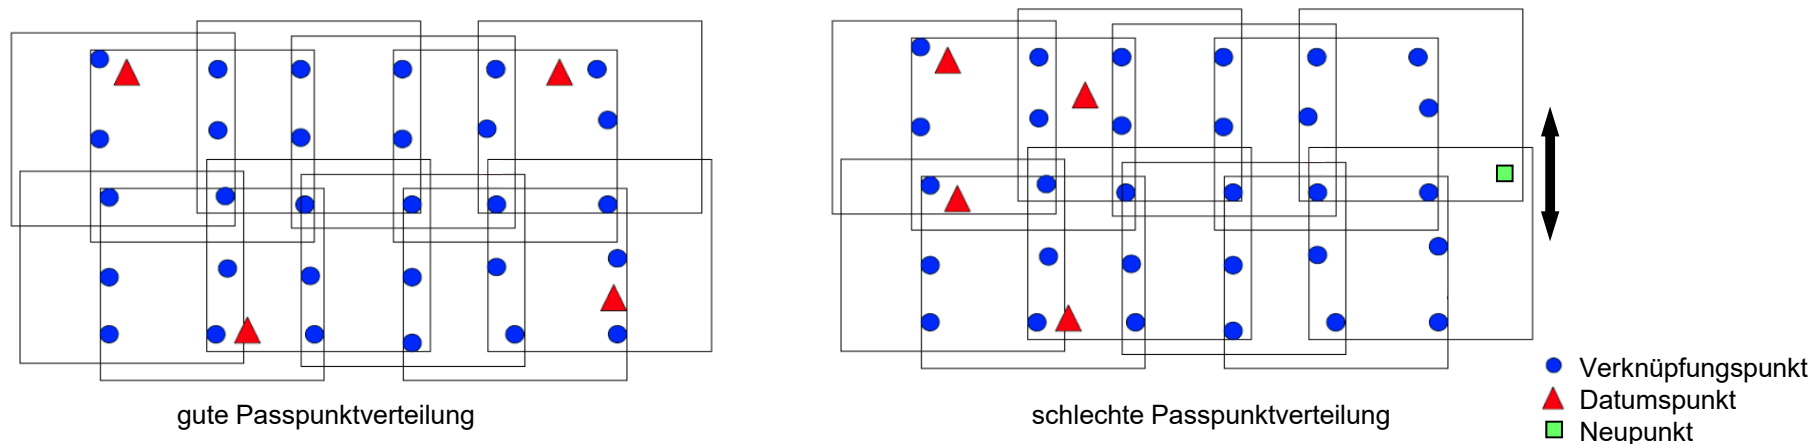 gute Passpunktverteilung
schlechte Passpunktverteilung
Verknüpfungspunkt
Datumspunkt
Neupunkt